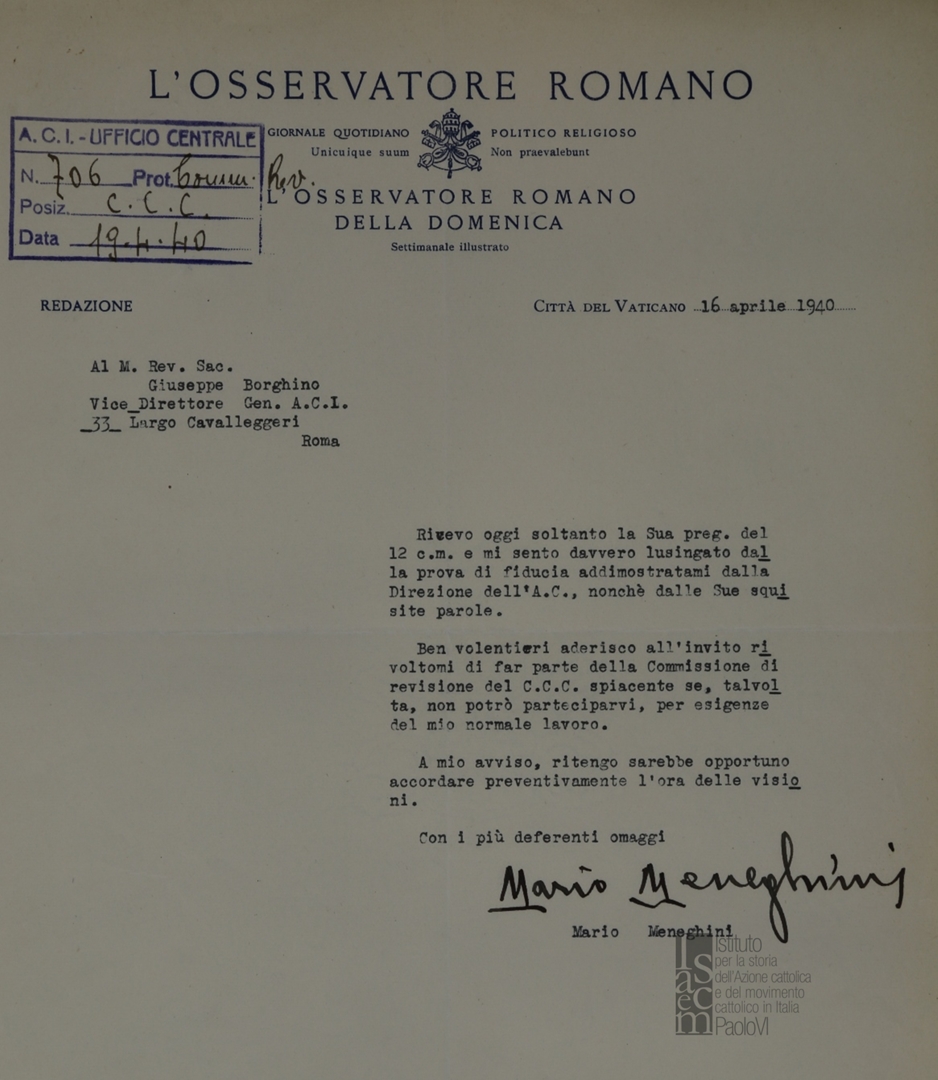 L'OSSERVATORE ROMANO
GIORNALE QUOTIDIANO POLITICO RELIGIOSO
Unicuique suum Non praevalebunt
L'OSSERVATORE ROMANO
DELLA DOMENICA
Settimanale illustrato
A.C.I. - UFFICIO CENTRALE
N. 706 Prot. Comm. Rev.
Posiz. C.C.C.
Data 19.4.40
REDAZIONE
CITTÀ DEL VATICANO 16 aprile 1940
Al M. Rev. Sac.
Giuseppe Borghino
Vice_Direttore Gen. A.C.I.
_33_ Largo Cavalleggeri
Roma
Rivevo oggi soltanto la Sua preg. del
12 c.m. e mi sento davvero lusingato dal
la prova di fiducia addimostratami dalla
Direzione dell'A.C., nonchè dalle Sue squi
site parole.
Ben volentieri aderisco all'invito ri
voltomi di far parte della Commissione di
revisione del C.C.C. spiacente se, talvol
ta, non potrò parteciparvi, per esigenze
del mio normale lavoro.
A mio avviso, ritengo sarebbe opportuno
accordare preventivamente l'ora delle visio
ni.
Con i più deferenti omaggi
Mario Meneghini
Mario Meneghini
Isacem
Istituto
per la storia
dell'Azione cattolica
e del movimento
cattolico in Italia
PaoloVI